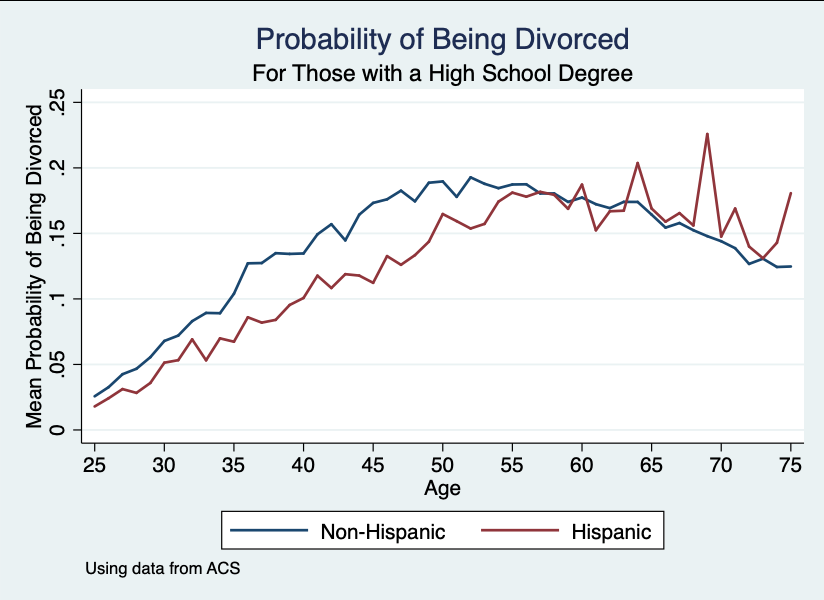 Probability of Being Divorced
For Those with a High School Degree
Mean Probability of Being Divorced
.25
.2
.15
.1
.05
0
25 30 35 40 45 50 55 60 65 70 75
Age
Non-Hispanic Hispanic
Using data from ACS